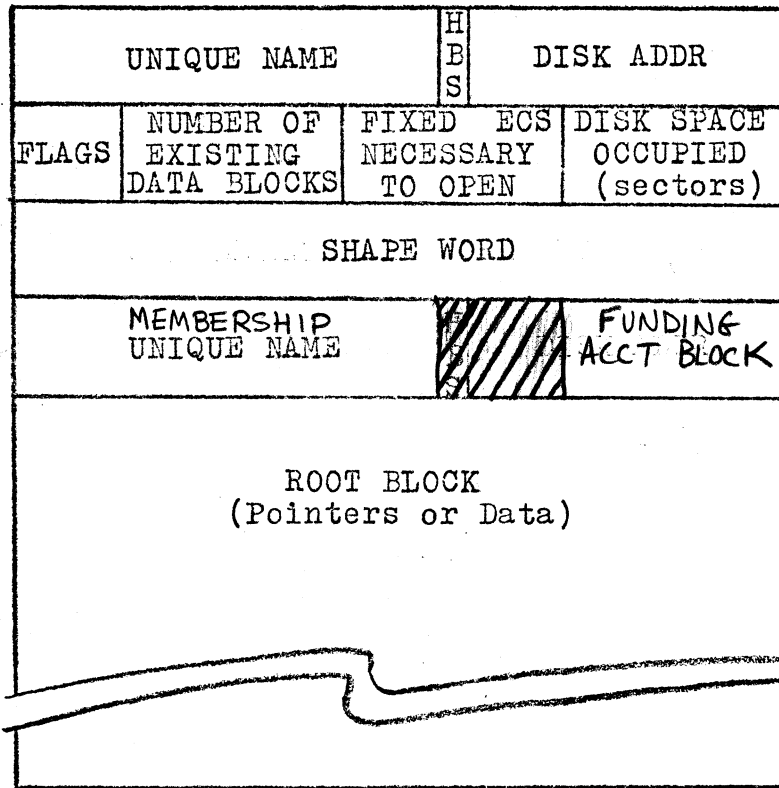 UNIQUE NAME
H
B
S
DISK ADDR
FLAGS
NUMBER OF
EXISTING
DATA BLOCKS
FIXED ECS
NECESSARY
TO OPEN
DISK SPACE
OCCUPIED
(sectors)
SHAPE WORD
MEMBERSHIP
UNIQUE NAME
FUNDING
ACCT BLOCK
ROOT BLOCK
(Pointers or Data)